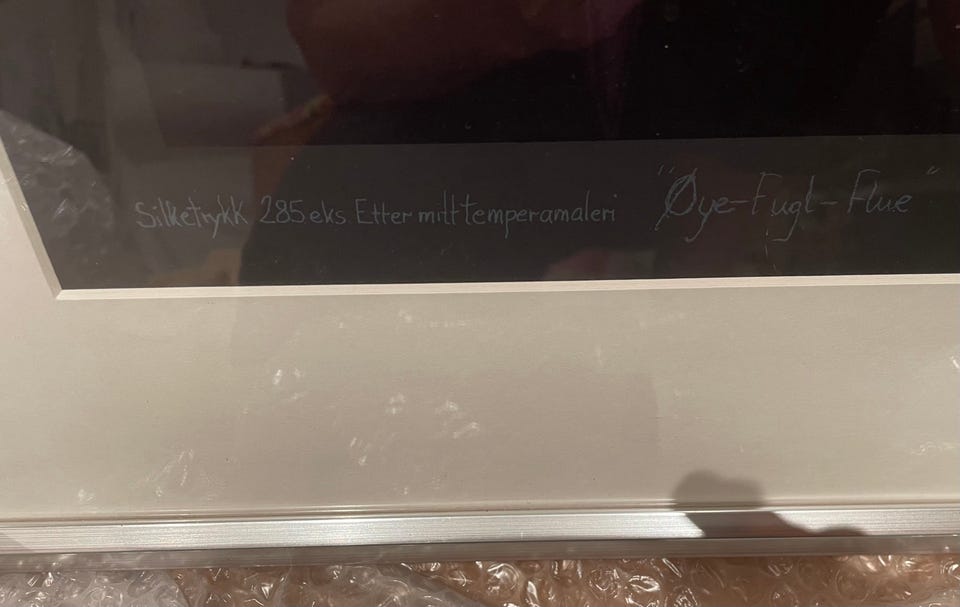 Silketrykk 285 eks. Etter mitt temperamaleri "Øye-Fugl-Flue"